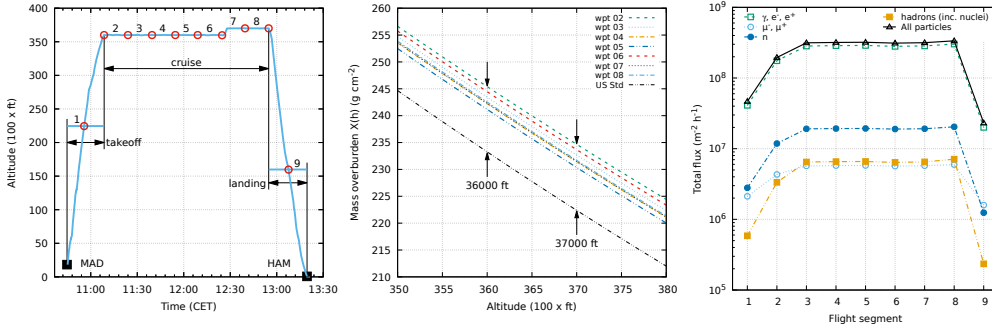 400
350
300
250
200
150
100
50
0
Altitude (100 x ft)
1
2
3
4
5
6
7
8
9
takeoff
cruise
landing
MAD
HAM
11:00
11:30
12:00
12:30
13:00
13:30
Time (CET)
260
255
250
245
240
235
230
225
220
215
210
Mass overburden X(h) (g cm⁻²)
wpt 02
wpt 03
wpt 04
wpt 05
wpt 06
wpt 07
wpt 08
US Std
36000 ft
37000 ft
350
355
360
365
370
375
380
Altitude (100 x ft)
10⁹
10⁸
10⁷
10⁶
10⁵
Total flux (m⁻² h⁻¹)
γ, e⁻, e⁺
μ⁻, μ⁺
n
hadrons (inc. nuclei)
All particles
1
2
3
4
5
6
7
8
9
Flight segment